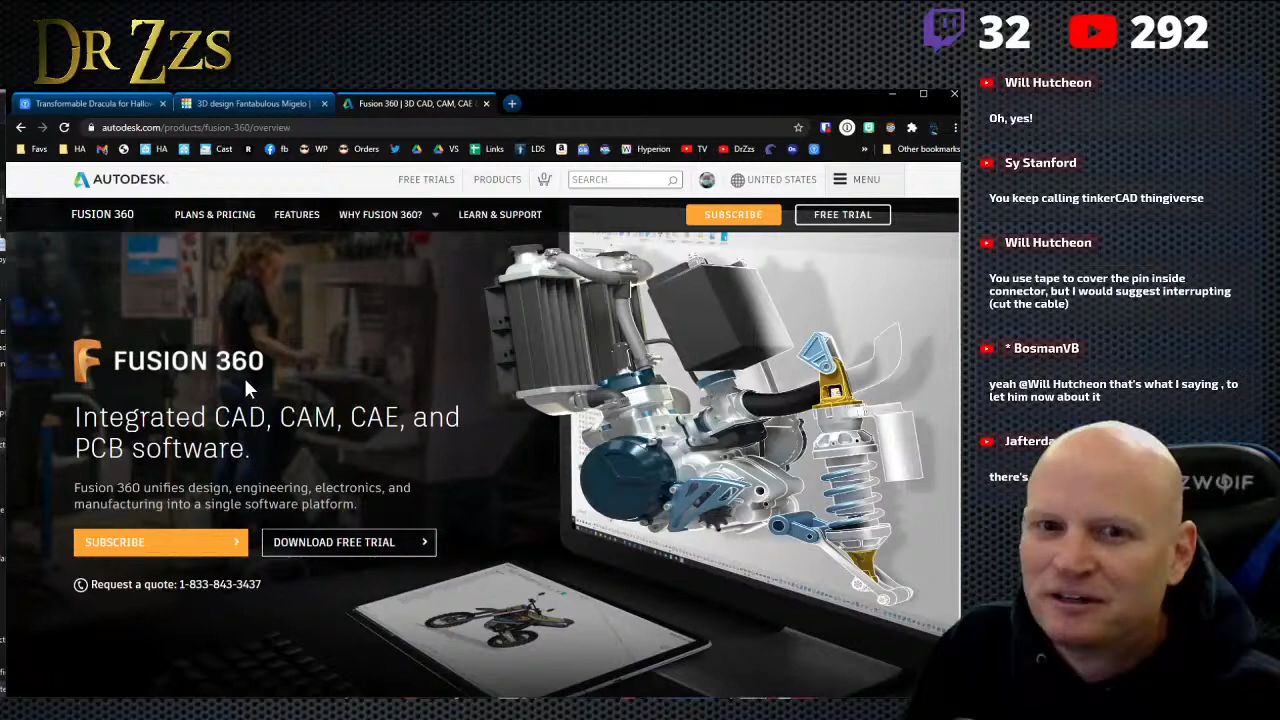 DR ZZS
32 292
Transformable Dracula for Hallo
3D design Fantabulous Migelo |
Fusion 360 | 3D CAD, CAM, CAE
autodesk.com/products/fusion-360/overview
Favs HA HA Cast R fb WP Orders VS Links LDS Hyperion TV DrZzs » Other bookmarks
AUTODESK. FREE TRIALS PRODUCTS SEARCH UNITED STATES MENU
FUSION 360 PLANS & PRICING FEATURES WHY FUSION 360? LEARN & SUPPORT SUBSCRIBE FREE TRIAL
FUSION 360
Integrated CAD, CAM, CAE, and
PCB software.
Fusion 360 unifies design, engineering, electronics, and
manufacturing into a single software platform.
SUBSCRIBE > DOWNLOAD FREE TRIAL >
Request a quote: 1-833-843-3437
Will Hutcheon
Oh, yes!
Sy Stanford
You keep calling tinkerCAD thingiverse
Will Hutcheon
You use tape to cover the pin inside
connector, but I would suggest interrupting
(cut the cable)
* BosmanVB
yeah @Will Hutcheon that's what I saying , to
let him now about it
Jafterda
there's
ZWOIF